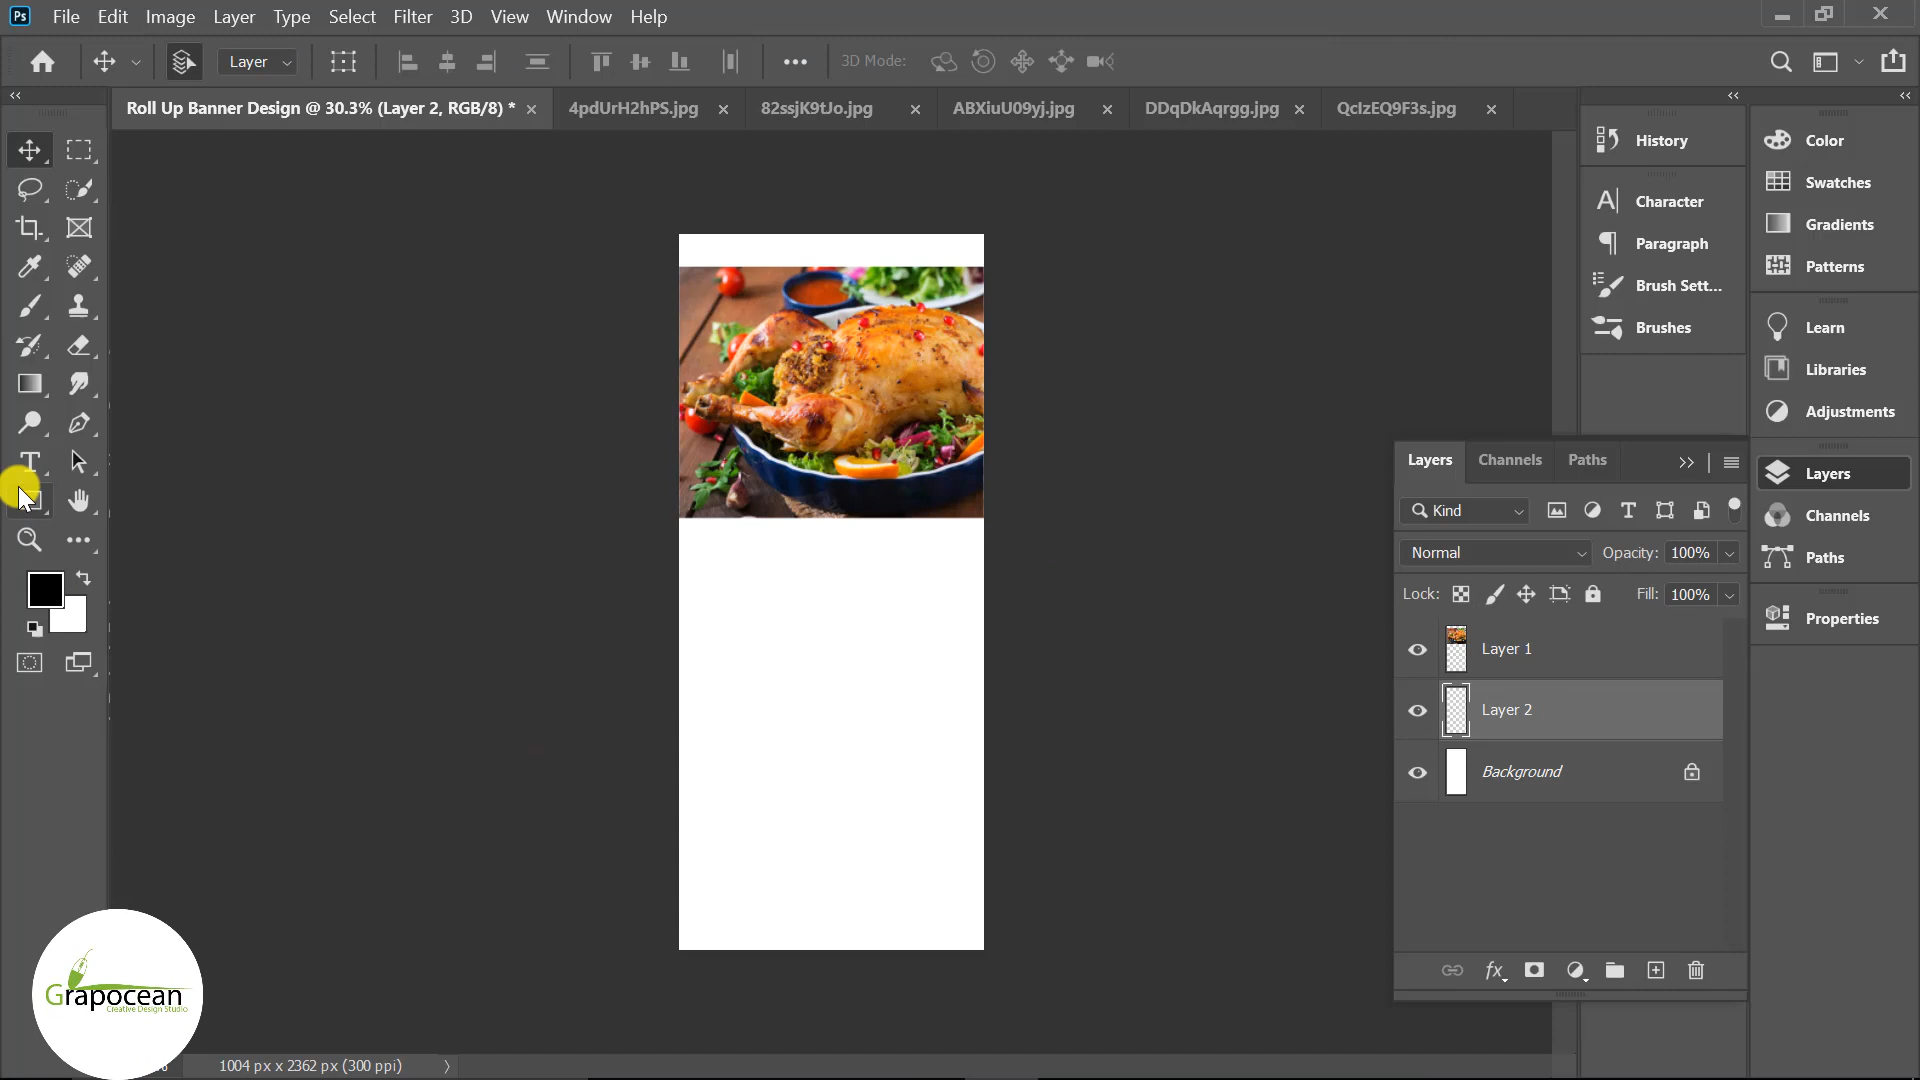 Ps File Edit Image Layer Type Select Filter 3D View Window Help
Layer 3D Mode:
Roll Up Banner Design @ 30.3% (Layer 2, RGB/8) * 4pdUrH2hPS.jpg 82ssjK9tJo.jpg ABXiuU09yj.jpg DDqDkAqrgg.jpg QcIzEQ9F3s.jpg
History
Character
Paragraph
Brush Sett...
Brushes
Color
Swatches
Gradients
Patterns
Learn
Libraries
Adjustments
Layers
Channels
Paths
Properties
Layers Channels Paths
Kind
Normal Opacity: 100%
Lock: Fill: 100%
Layer 1
Layer 2
Background
fx
Grapocean
Creative Design Studio
% 1004 px x 2362 px (300 ppi)